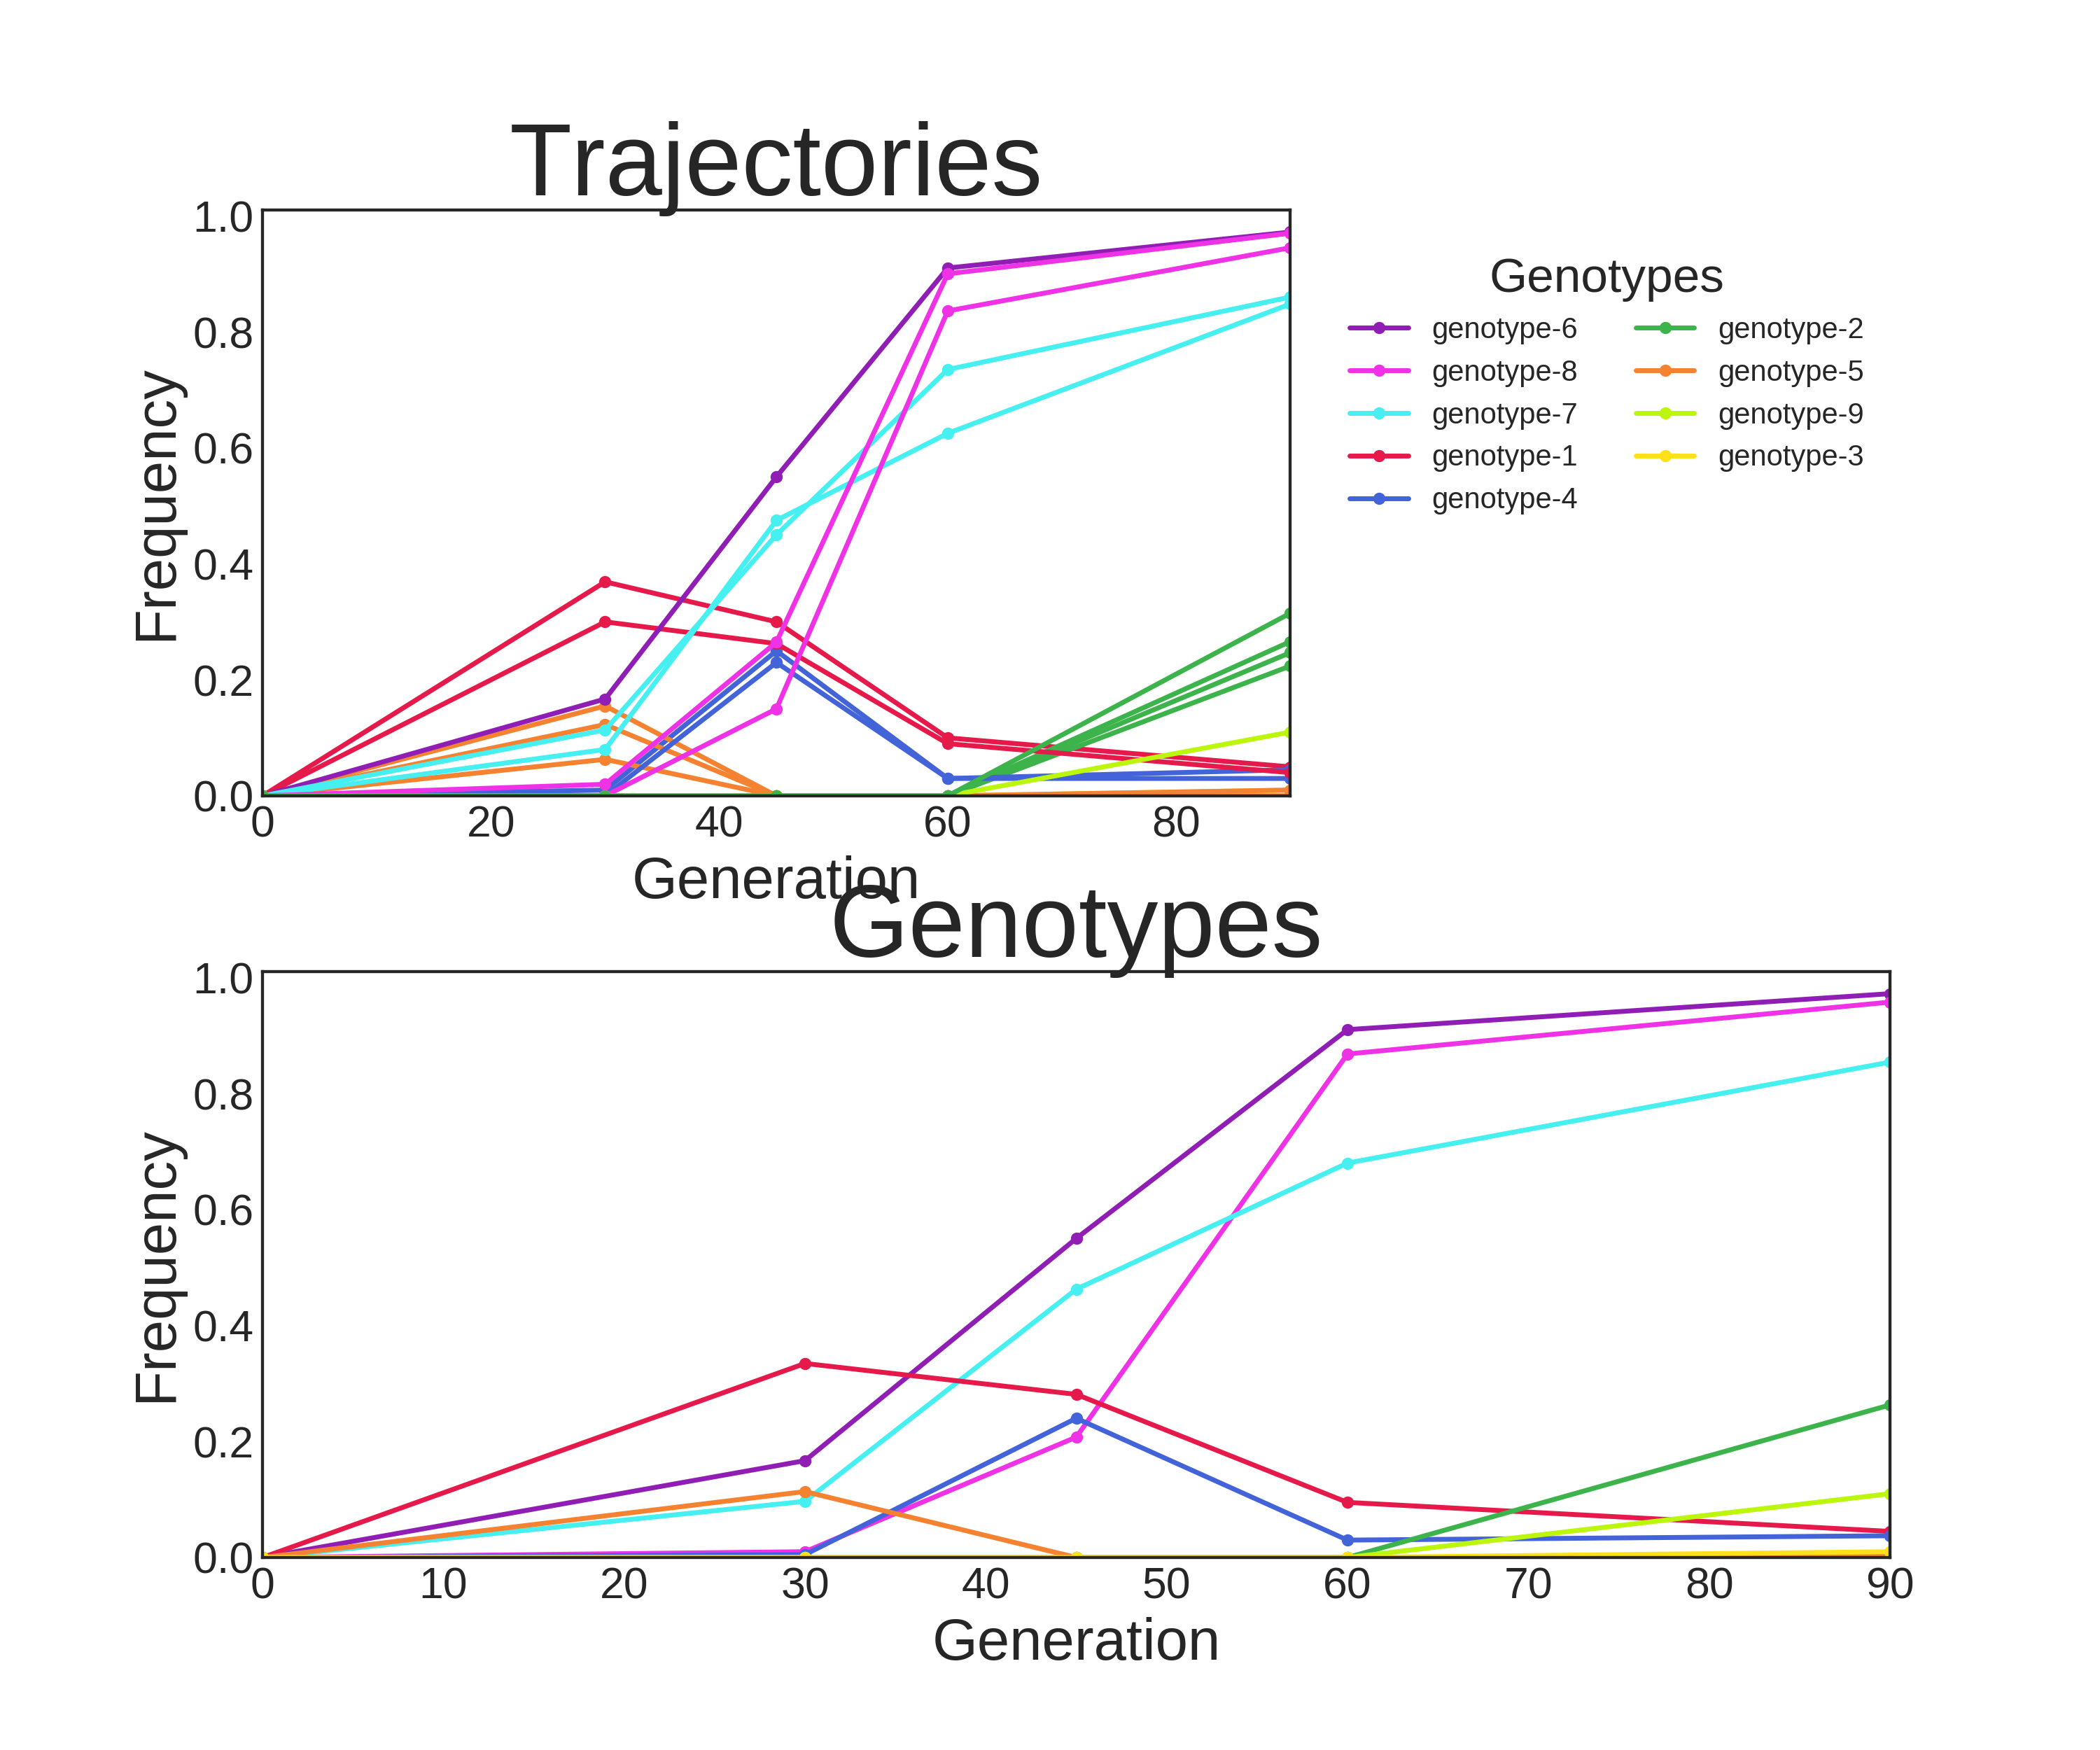 Trajectories
1.0
0.8
0.6
0.4
0.2
0.0
Frequency
0 20 40 60 80
Generation
Genotypes
genotype-6 genotype-2
genotype-8 genotype-5
genotype-7 genotype-9
genotype-1 genotype-3
genotype-4
Genotypes
1.0
0.8
0.6
0.4
0.2
0.0
Frequency
0 10 20 30 40 50 60 70 80 90
Generation